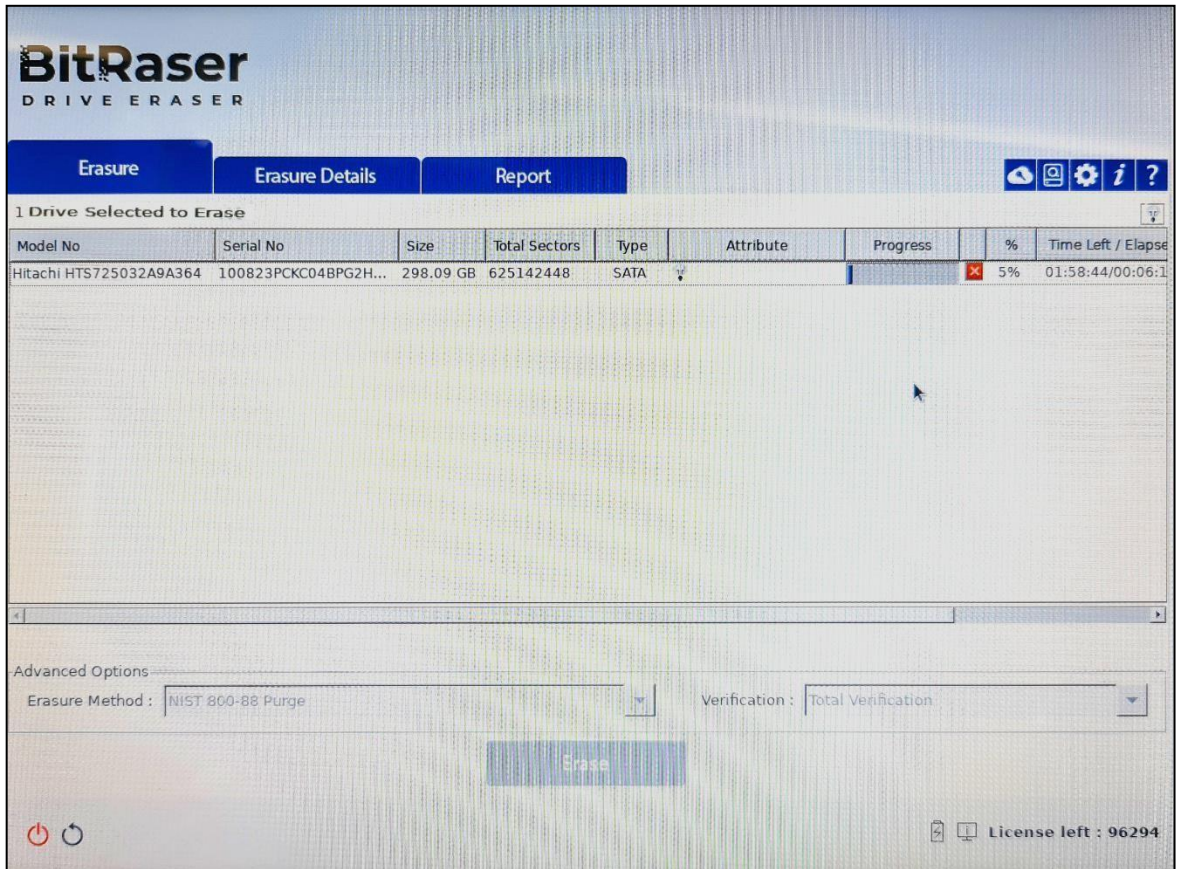 BitRaser
DRIVE ERASER
Erasure Erasure Details Report
1 Drive Selected to Erase
Model No Serial No Size Total Sectors Type Attribute Progress % Time Left / Elapse
Hitachi HTS725032A9A364 100823PCKC04BPG2H... 298.09 GB 625142448 SATA 5% 01:58:44/00:06:1
Advanced Options
Erasure Method : NIST 800-88 Purge Verification : Total Verification
Erase
License left : 96294